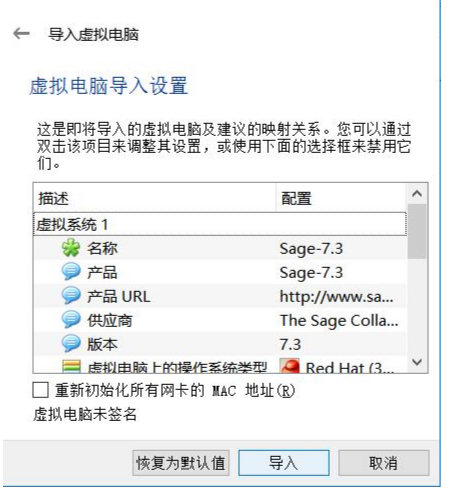 ← 导入虚拟电脑
虚拟电脑导入设置
这是即将导入的虚拟电脑及建议的映射关系。您可以通过
双击该项目来调整其设置，或使用下面的选择框来禁用它
们。
描述 配置
虚拟系统 1
名称 Sage-7.3
产品 Sage-7.3
产品 URL http://www.sa...
供应商 The Sage Colla...
版本 7.3
虚拟电脑上的操作系统类型 Red Hat (3...
重新初始化所有网卡的 MAC 地址(R)
虚拟电脑未签名
恢复为默认值 导入 取消